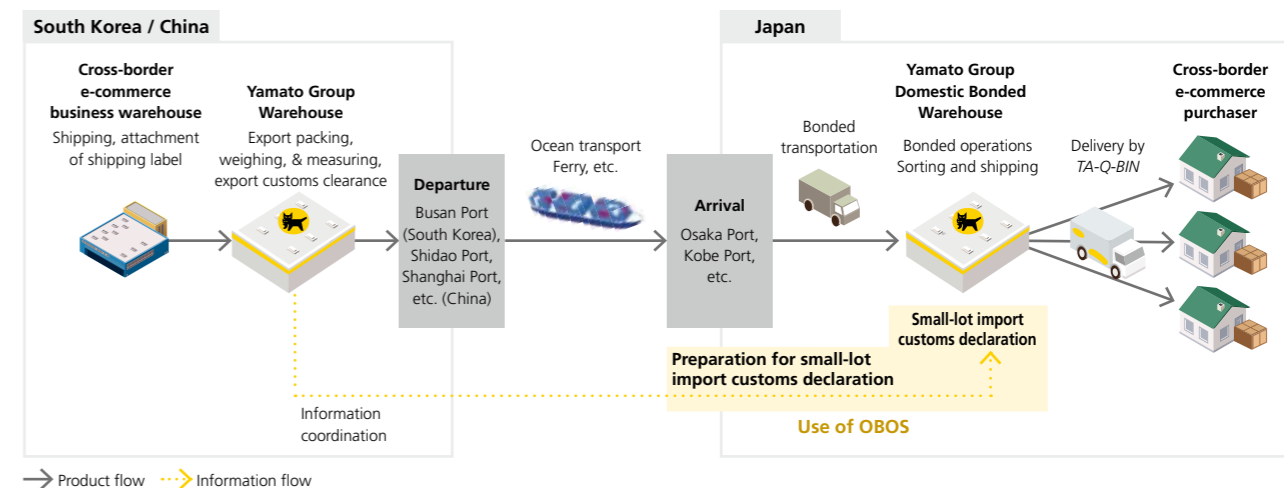 South Korea / China
Cross-border
e-commerce
business warehouse
Shipping, attachment
of shipping label
Yamato Group
Warehouse
Export packing,
weighing, & measuring,
export customs clearance
Departure
Busan Port
(South Korea),
Shidao Port,
Shanghai Port,
etc. (China)
Ocean transport
Ferry, etc.
Japan
Arrival
Osaka Port,
Kobe Port,
etc.
Bonded
transportation
Yamato Group
Domestic Bonded
Warehouse
Bonded operations
Sorting and shipping
Delivery by
TA-Q-BIN
Cross-border
e-commerce
purchaser
Small-lot import
customs declaration
Preparation for small-lot
import customs declaration
Information
coordination
Use of OBOS
Product flow
Information flow